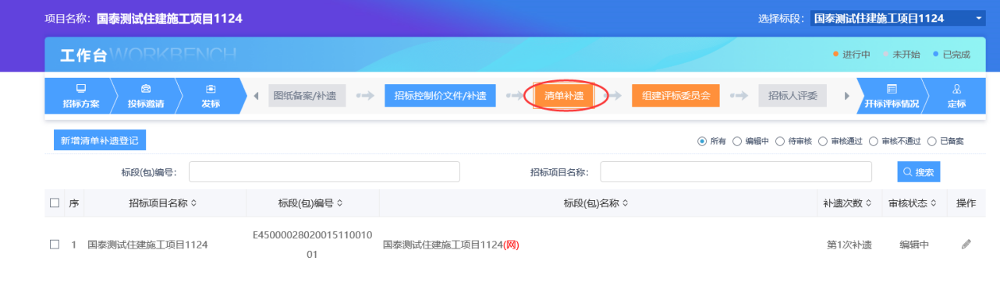 项目名称：国泰测试住建施工项目1124 选择标段：国泰测试住建施工项目1124
工作台WORKBENCH 进行中 未开始 已完成
招标方案 投标邀请 发标 图纸备案/补遗 招标控制价文件/补遗 清单补遗 组建评标委员会 招标人评委 开标评标情况 定标
新增清单补遗登记 所有 编辑中 待审核 审核通过 审核不通过 已备案
标段(包)编号： 招标项目名称： 搜索
序 招标项目名称 标段(包)编号 标段(包)名称 补遗次数 审核状态 操作
1 国泰测试住建施工项目1124 E45000028020015110010
01 国泰测试住建施工项目1124(网) 第1次补遗 编辑中